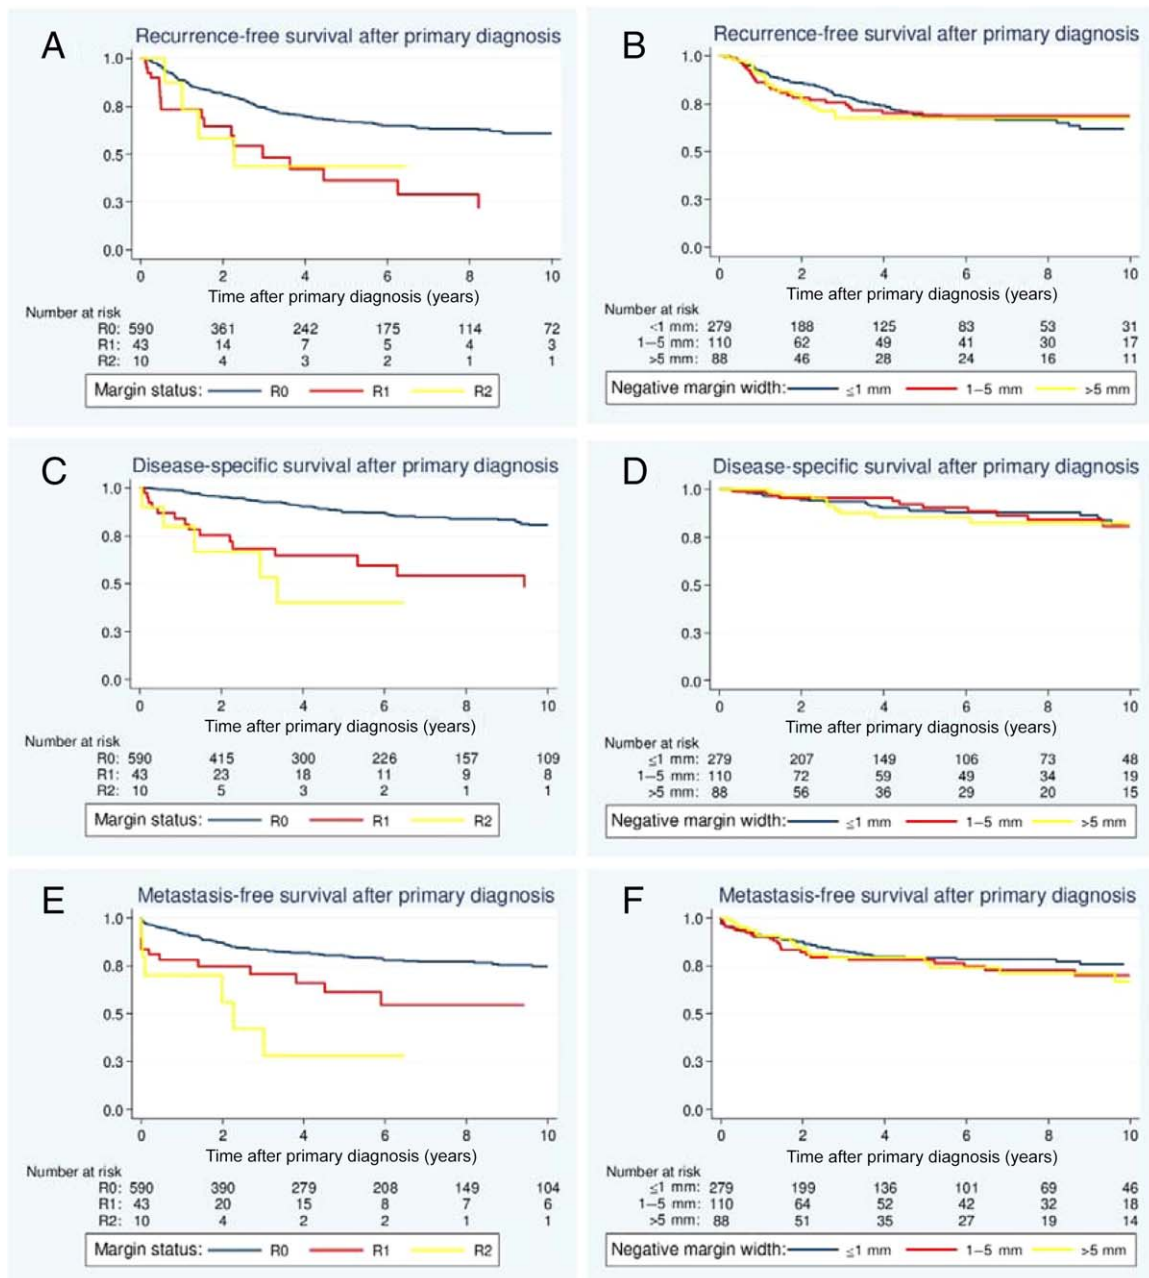 A
Recurrence-free survival after primary diagnosis
1.0
0.8
0.5
0.3
0.0
0 2 4 6 8 10
Time after primary diagnosis (years)
Number at risk
R0: 590 361 242 175 114 72
R1: 43 14 7 5 4 3
R2: 10 4 3 2 1 1
Margin status: R0 R1 R2
B
Recurrence-free survival after primary diagnosis
1.0
0.8
0.5
0.3
0.0
0 2 4 6 8 10
Time after primary diagnosis (years)
Number at risk
<1 mm: 279 188 125 83 53 31
1–5 mm: 110 62 49 41 30 17
>5 mm: 88 46 28 24 16 11
Negative margin width: ≤1 mm 1–5 mm >5 mm
C
Disease-specific survival after primary diagnosis
1.0
0.8
0.5
0.3
0.0
0 2 4 6 8 10
Time after primary diagnosis (years)
Number at risk
R0: 590 415 300 226 157 109
R1: 43 23 18 11 9 8
R2: 10 5 3 2 1 1
Margin status: R0 R1 R2
D
Disease-specific survival after primary diagnosis
1.0
0.8
0.5
0.3
0.0
0 2 4 6 8 10
Time after primary diagnosis (years)
Number at risk
≤1 mm: 279 207 149 106 73 48
1–5 mm: 110 72 59 49 34 19
>5 mm: 88 56 36 29 20 15
Negative margin width: ≤1 mm 1–5 mm >5 mm
E
Metastasis-free survival after primary diagnosis
1.0
0.8
0.5
0.3
0.0
0 2 4 6 8 10
Time after primary diagnosis (years)
Number at risk
R0: 590 390 279 208 149 104
R1: 43 20 15 8 7 6
R2: 10 4 2 2 1 1
Margin status: R0 R1 R2
F
Metastasis-free survival after primary diagnosis
1.0
0.8
0.5
0.3
0.0
0 2 4 6 8 10
Time after primary diagnosis (years)
Number at risk
≤1 mm: 279 199 136 101 69 46
1–5 mm: 110 64 52 42 32 18
>5 mm: 88 51 35 27 19 14
Negative margin width: ≤1 mm 1–5 mm >5 mm